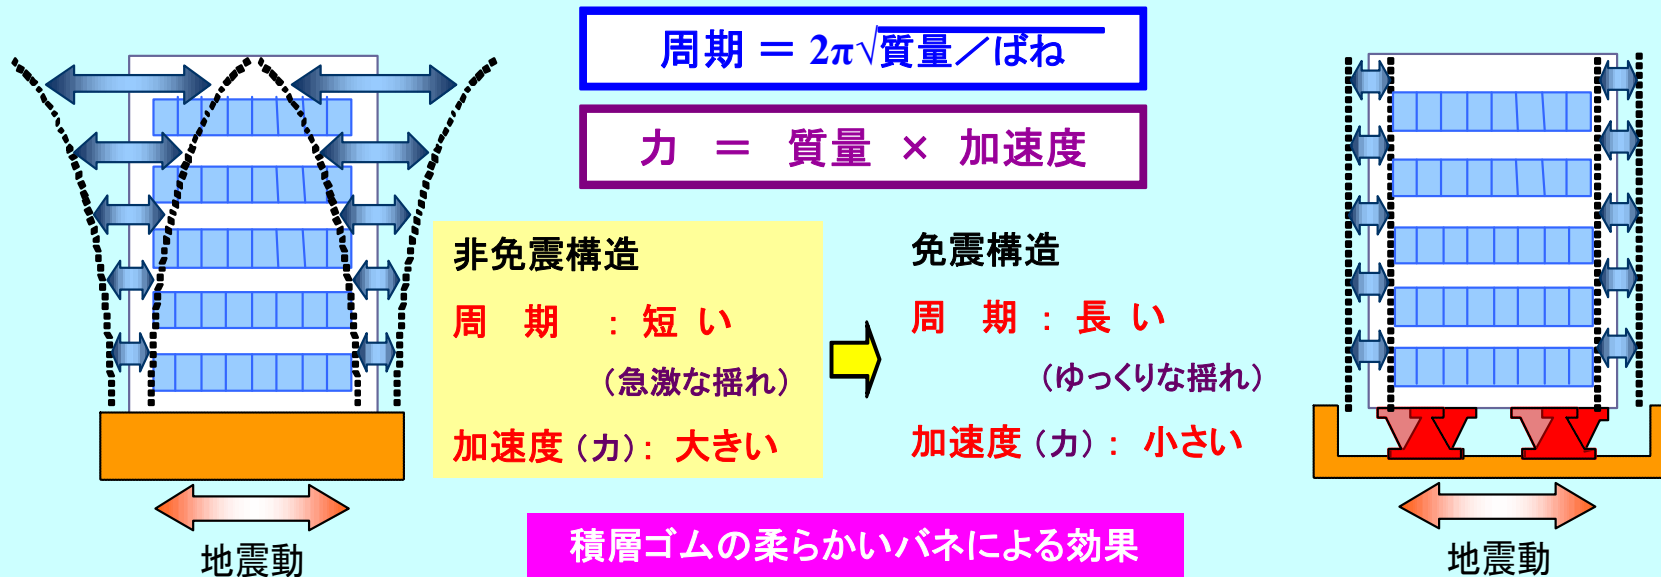 周期 ＝ 2π√質量／ばね
力 ＝ 質量 × 加速度
非免震構造
周 期 ： 短 い
（急激な揺れ）
加速度（力）： 大きい
免震構造
周 期 ： 長 い
（ゆっくりな揺れ）
加速度（力）： 小さい
地震動
積層ゴムの柔らかいバネによる効果
地震動